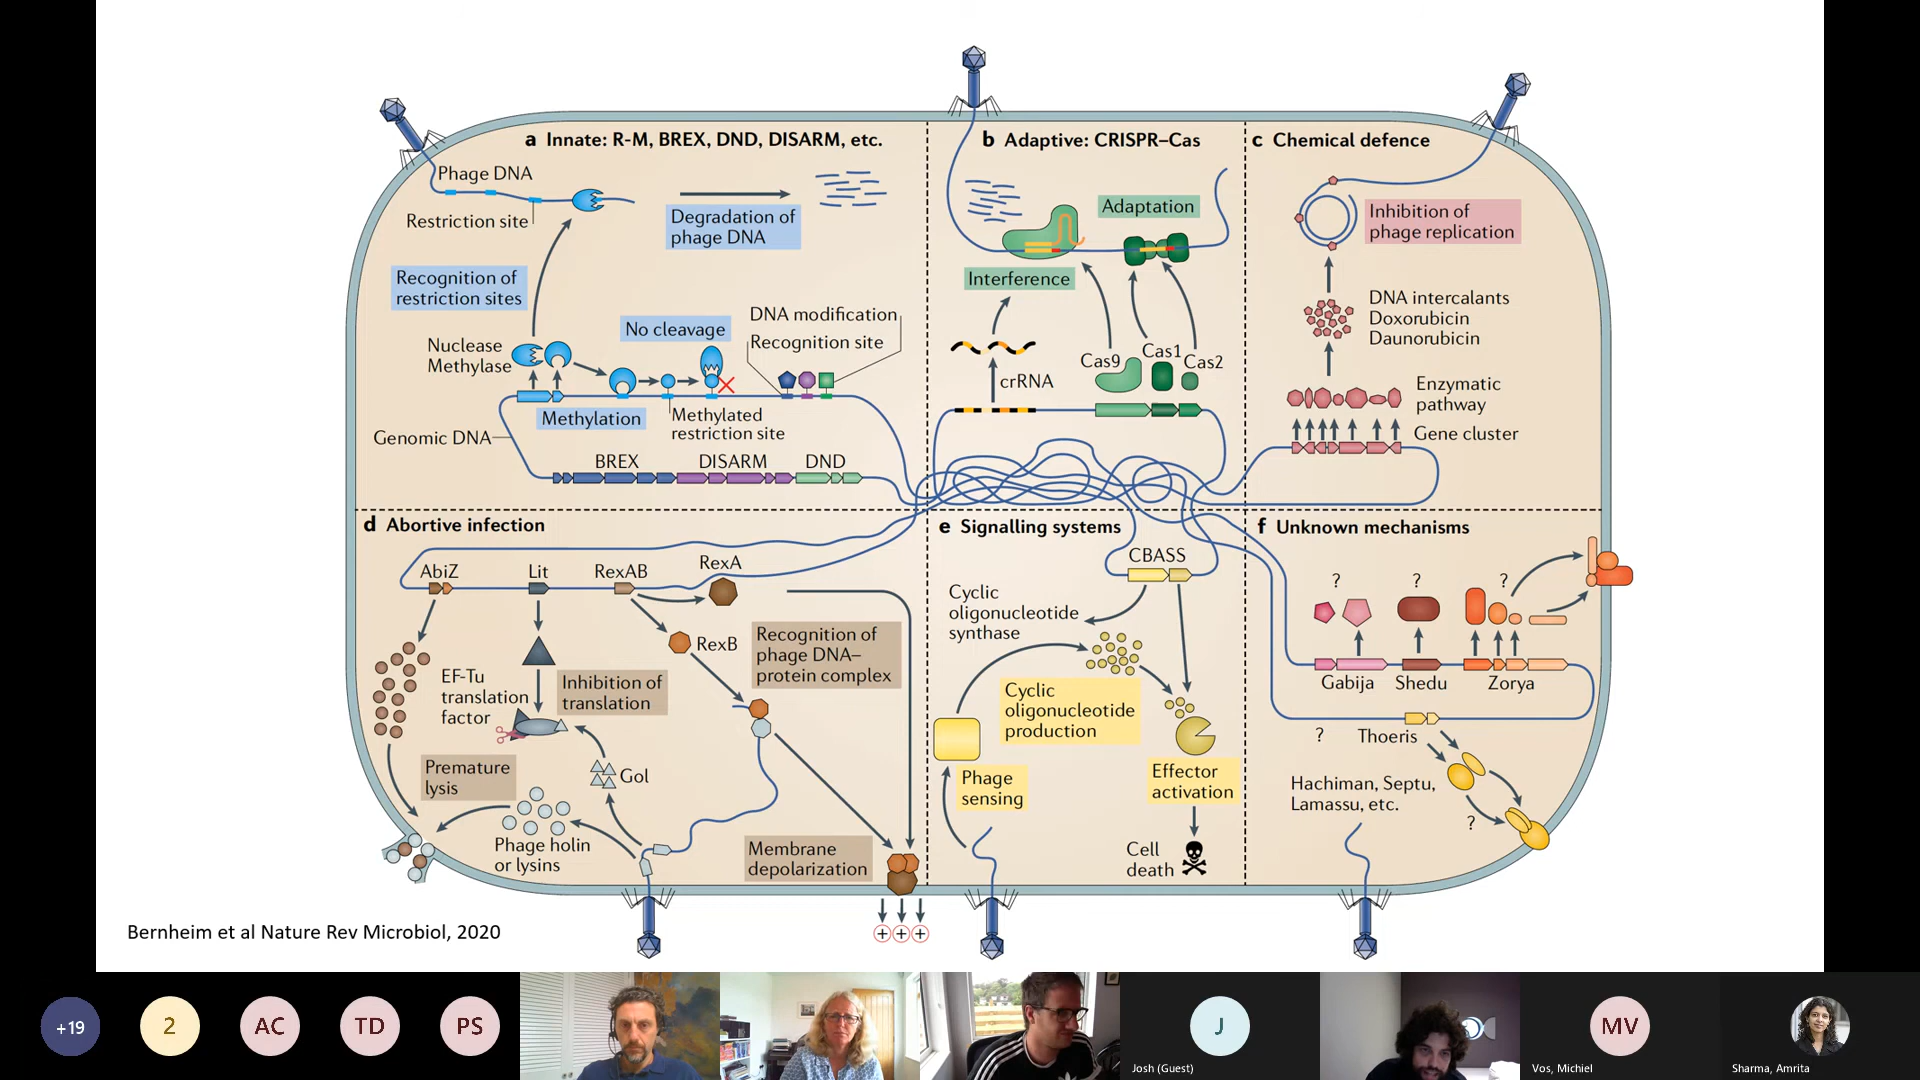 a Innate: R-M, BREX, DND, DISARM, etc.
Phage DNA
Restriction site
Degradation of
phage DNA
Recognition of
restriction sites
No cleavage
DNA modification
Recognition site
Nuclease
Methylase
Methylation
Methylated
restriction site
Genomic DNA
BREX
DISARM
DND
b Adaptive: CRISPR–Cas
Adaptation
Interference
Cas9
Cas1
Cas2
crRNA
c Chemical defence
Inhibition of
phage replication
DNA intercalants
Doxorubicin
Daunorubicin
Enzymatic
pathway
Gene cluster
d Abortive infection
AbiZ
Lit
RexAB
RexA
RexB
Recognition of
phage DNA–
protein complex
EF-Tu
translation
factor
Inhibition of
translation
Premature
lysis
Gol
Phage holin
or lysins
Membrane
depolarization
+ + +
e Signalling systems
CBASS
Cyclic
oligonucleotide
synthase
Cyclic
oligonucleotide
production
Phage
sensing
Effector
activation
Cell
death
f Unknown mechanisms
? ? ?
Gabija
Shedu
Zorya
?
Thoeris
Hachiman, Septu,
Lamassu, etc.
?
Bernheim et al Nature Rev Microbiol, 2020
+19
2
AC
TD
PS
J
Josh (Guest)
MV
Vos, Michiel
Sharma, Amrita